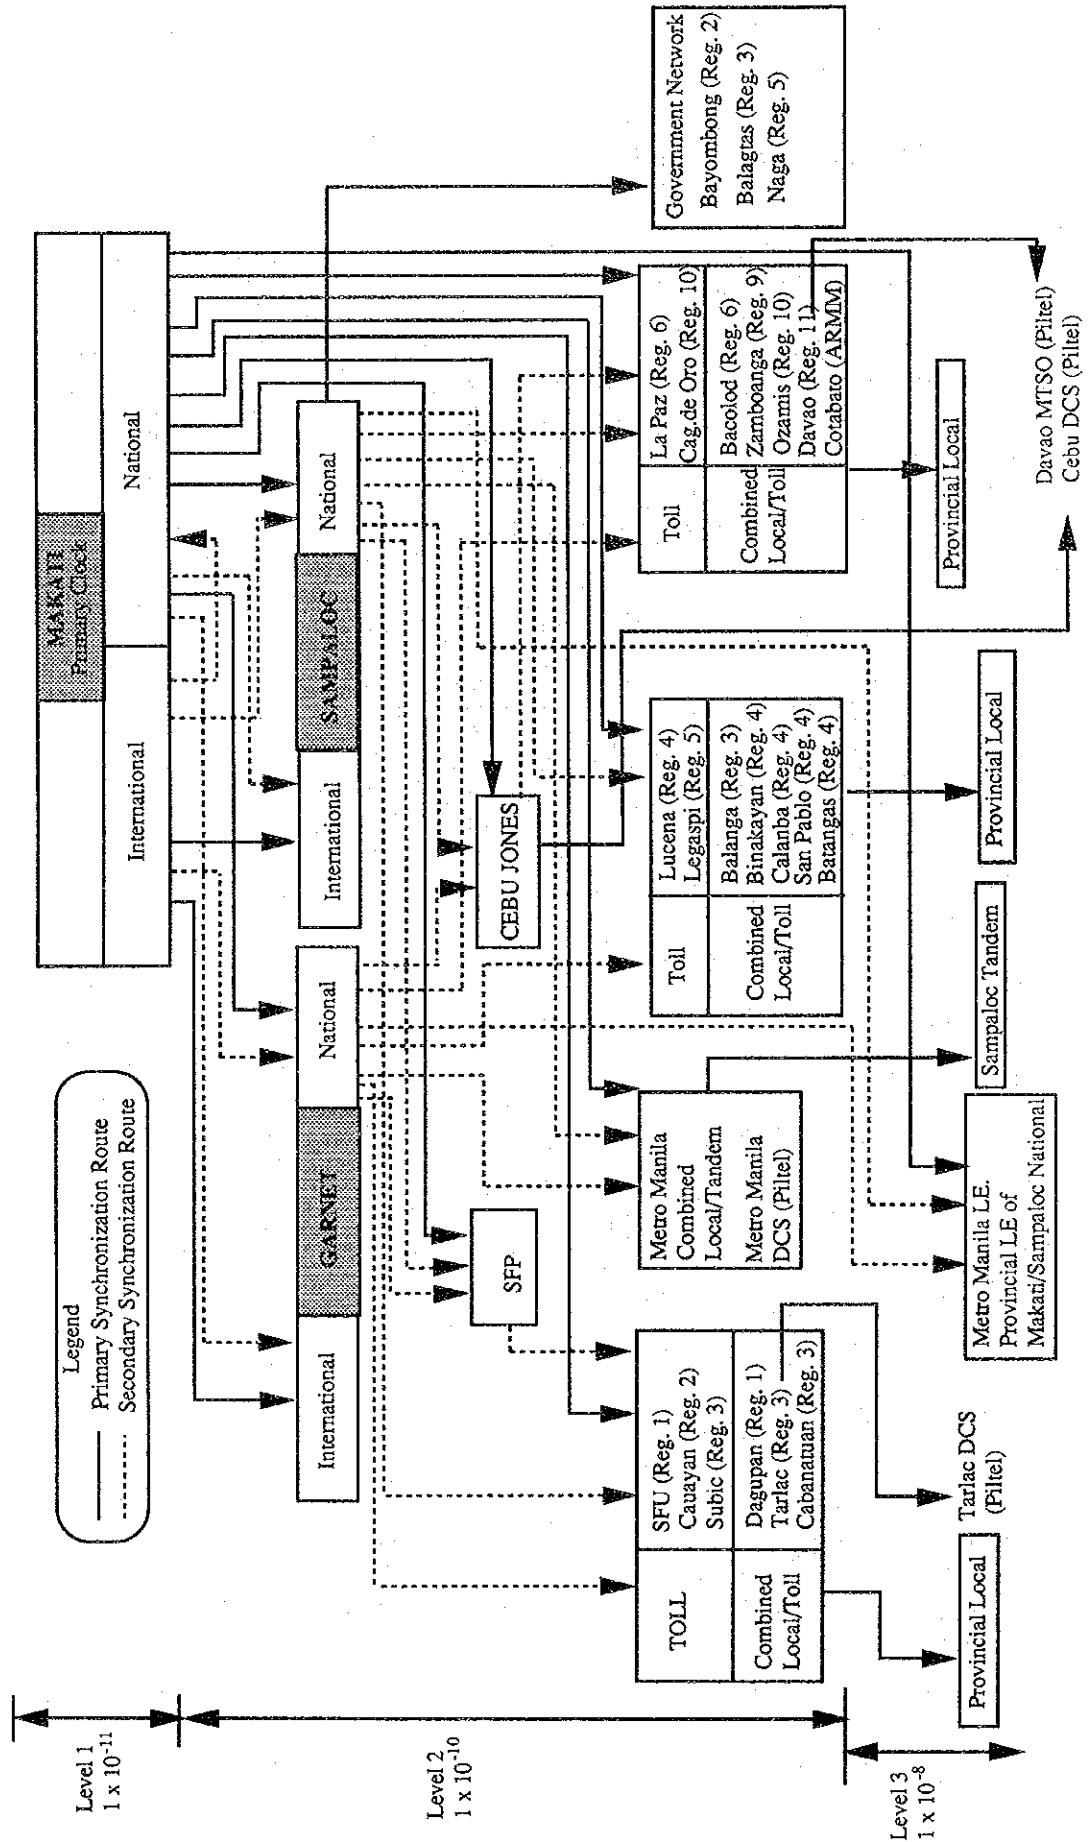 Legend
Primary Synchronization Route
Secondary Synchronization Route
Level 1
1 x 10-11
Level 2
1 x 10-10
Level 3
1 x 10-8
MAKATI
Primary Clock
International
National
GARNET
International
National
SAMPALOC
International
National
SFP
CEBU JONES
TOLL
SFU (Reg. 1)
Cauayan (Reg. 2)
Subic (Reg. 3)
Combined
Local/Toll
Dagupan (Reg. 1)
Tarlac (Reg. 3)
Cabanatuan (Reg. 3)
Metro Manila
Combined
Local/Tandem
Metro Manila
DCS (Piltel)
Toll
Lucena (Reg. 4)
Legaspi (Reg. 5)
Combined
Local/Toll
Balanga (Reg. 3)
Binakayan (Reg. 4)
Calanba (Reg. 4)
San Pablo (Reg. 4)
Batangas (Reg. 4)
Toll
La Paz (Reg. 6)
Cag.de Oro (Reg. 10)
Combined
Local/Toll
Bacolod (Reg. 6)
Zamboanga (Reg. 9)
Ozamis (Reg. 10)
Davao (Reg. 11)
Cotabato (ARMM)
Government Network
Bayombong (Reg. 2)
Balagtas (Reg. 3)
Naga (Reg. 5)
Provincial Local
Tarlac DCS
(Piltel)
Metro Manila LE.
Provincial LE of
Makati/Sampaloc National
Sampaloc Tandem
Provincial Local
Provincial Local
Davao MTSO (Piltel)
Cebu DCS (Piltel)